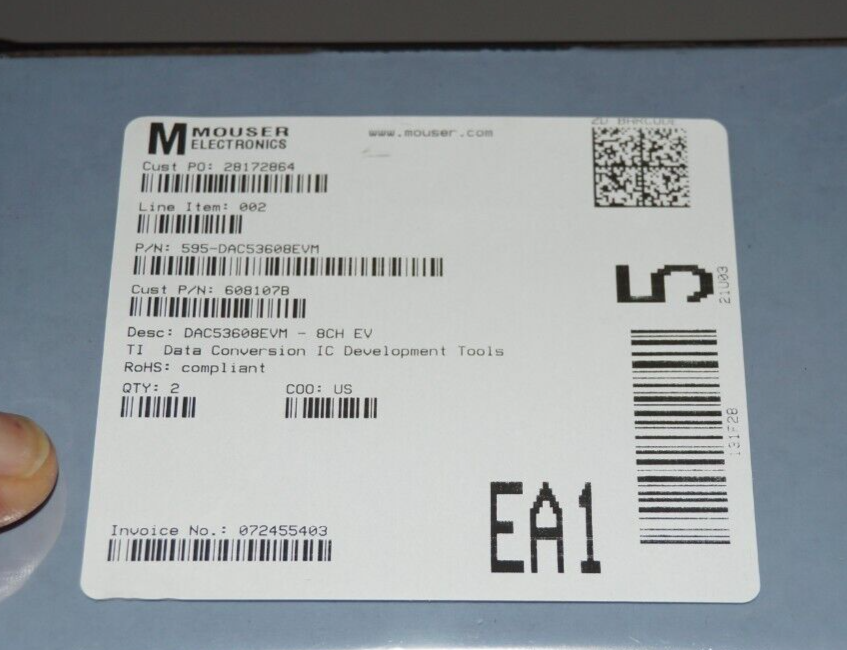 MOUSER
ELECTRONICS
www.mouser.com
2D BARCODE
Cust PO: 28172864
Line Item: 002
P/N: 595-DAC53608EVM
Cust P/N: 608107B
Desc: DAC53608EVM - 8CH EV
TI Data Conversion IC Development Tools
RoHS: compliant
QTY: 2
COO: US
Invoice No.: 072455403
EA1
5
21U03
131F28